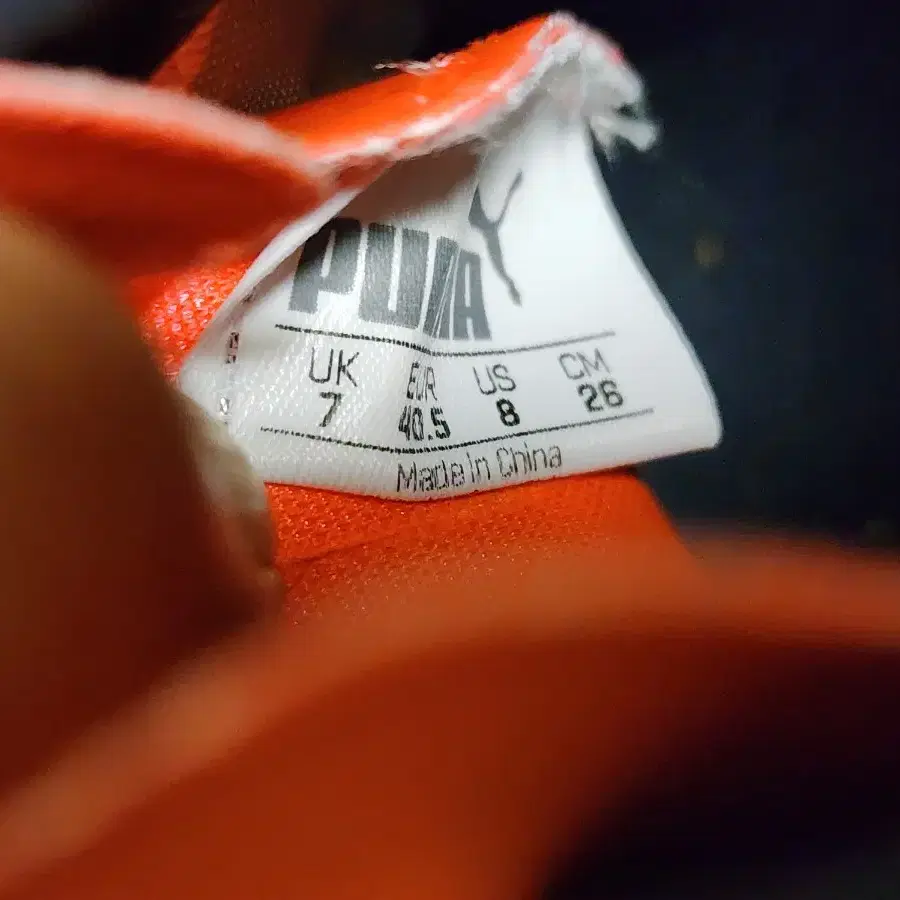 PUMA
UK EUR US CM
7 40.5 8 26
Made in China